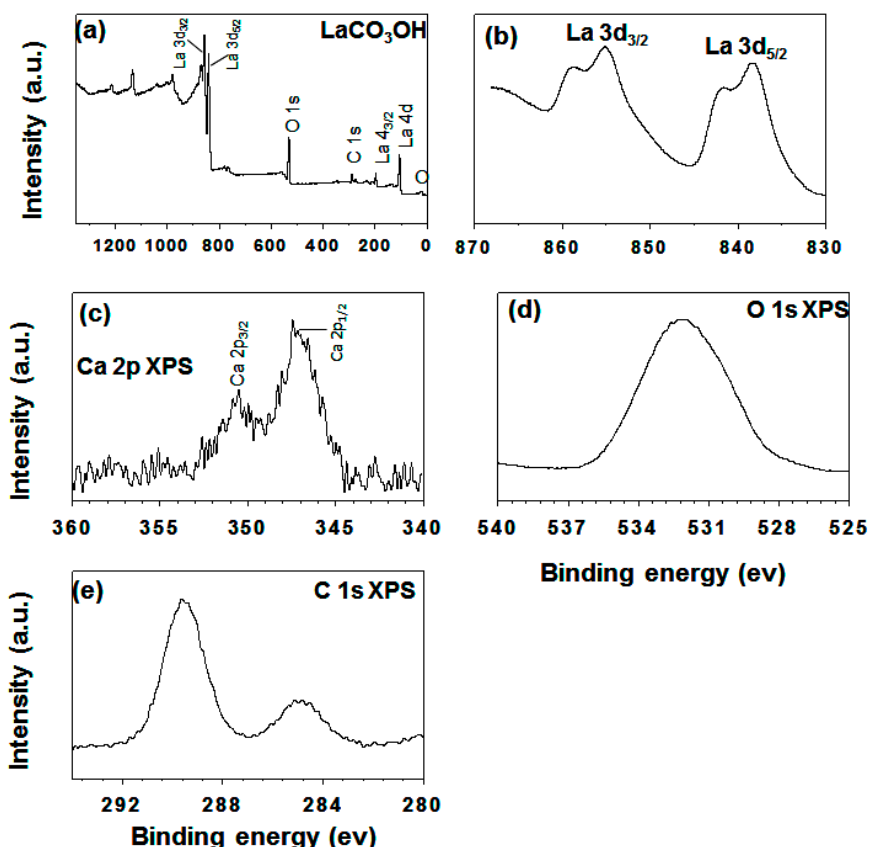 (a) LaCO₃OH
La 3d₃/₂
La 3d₅/₂
O 1s
C 1s
La 4₃/₂
La 4d
O
Intensity (a.u.)
1200 1000 800 600 400 200 0
(b) La 3d₃/₂ La 3d₅/₂
870 860 850 838 830
(c)
Ca 2p XPS
Ca 2p₃/₂
Ca 2p₁/₂
Intensity (a.u.)
360 355 350 345 340
(d) O 1s XPS
540 537 534 531 528 525
Binding energy (ev)
(e) C 1s XPS
Intensity (a.u.)
292 288 284 280
Binding energy (ev)